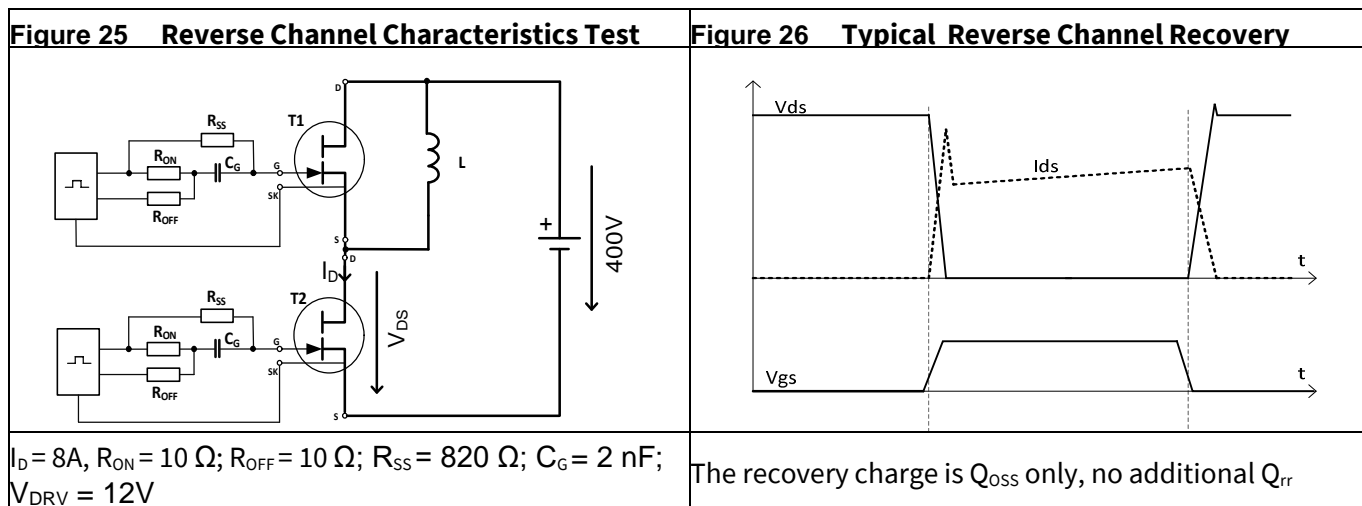 Figure 25 Reverse Channel Characteristics Test
Figure 26 Typical Reverse Channel Recovery
D
RSS
T1
RON
CG
G
SK
ROFF
L
S
D
ID
+
400V
RSS
T2
RON
CG
G
SK
ROFF
VDS
S
Vds
Ids
t
Vgs
t
ID = 8A, RON = 10 Ω; ROFF = 10 Ω; RSS = 820 Ω; CG = 2 nF;
VDRV = 12V
The recovery charge is QOSS only, no additional Qrr